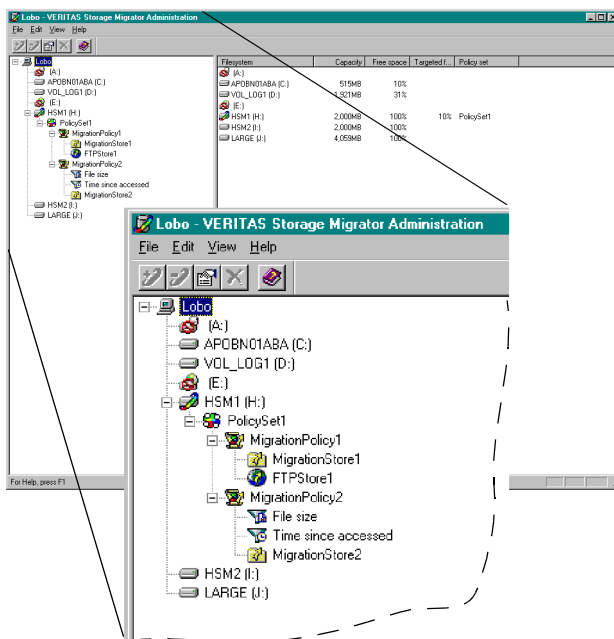 Lobo - VERITAS Storage Migrator Administration
File Edit View Help
Lobo
(A:)
APOBN01ABA (C:)
VOL_LOG1 (D:)
(E:)
HSM1 (H:)
PolicySet1
MigrationPolicy1
MigrationStore1
FTPStore1
MigrationPolicy2
File size
Time since accessed
MigrationStore2
HSM2 (I:)
LARGE (J:)
Filesystem Capacity Free space Targeted f... Policy set
(A:)
APOBN01ABA (C:) 515MB 10%
VOL_LOG1 (D:) 1,921MB 31%
(E:)
HSM1 (H:) 2,000MB 100% 10% PolicySet1
HSM2 (I:) 2,000MB 100%
LARGE (J:) 4,059MB 100%
For Help, press F1
Lobo - VERITAS Storage Migrator Administration
File Edit View Help
Lobo
(A:)
APOBN01ABA (C:)
VOL_LOG1 (D:)
(E:)
HSM1 (H:)
PolicySet1
MigrationPolicy1
MigrationStore1
FTPStore1
MigrationPolicy2
File size
Time since accessed
MigrationStore2
HSM2 (I:)
LARGE (J:)